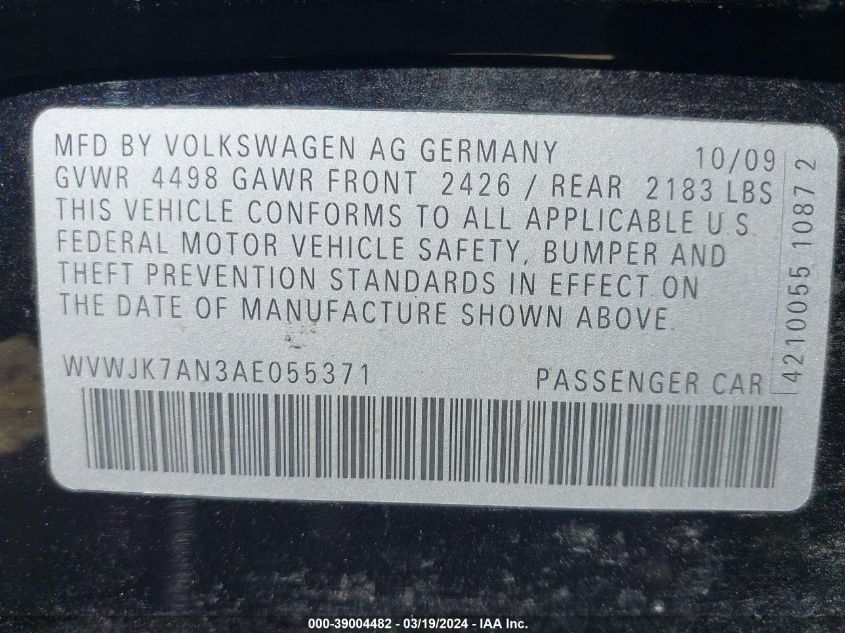 MFD BY VOLKSWAGEN AG GERMANY 10/09
GVWR 4498 GAWR FRONT 2426 / REAR 2183 LBS
THIS VEHICLE CONFORMS TO ALL APPLICABLE U.S.
FEDERAL MOTOR VEHICLE SAFETY, BUMPER AND
THEFT PREVENTION STANDARDS IN EFFECT ON
THE DATE OF MANUFACTURE SHOWN ABOVE.
WVWJK7AN3AE055371 PASSENGER CAR
4210055 1087 2
000-39004482 - 03/19/2024 - IAA Inc.